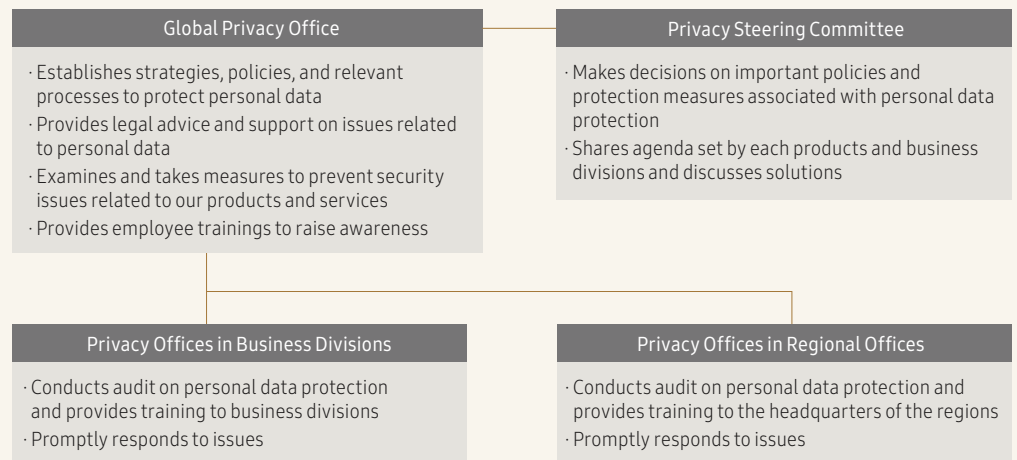 Global Privacy Office
· Establishes strategies, policies, and relevant
processes to protect personal data
· Provides legal advice and support on issues related
to personal data
· Examines and takes measures to prevent security
issues related to our products and services
· Provides employee trainings to raise awareness
Privacy Steering Committee
· Makes decisions on important policies and
protection measures associated with personal data
protection
· Shares agenda set by each products and business
divisions and discusses solutions
Privacy Offices in Business Divisions
· Conducts audit on personal data protection
and provides training to business divisions
· Promptly responds to issues
Privacy Offices in Regional Offices
· Conducts audit on personal data protection and
provides training to the headquarters of the regions
· Promptly responds to issues